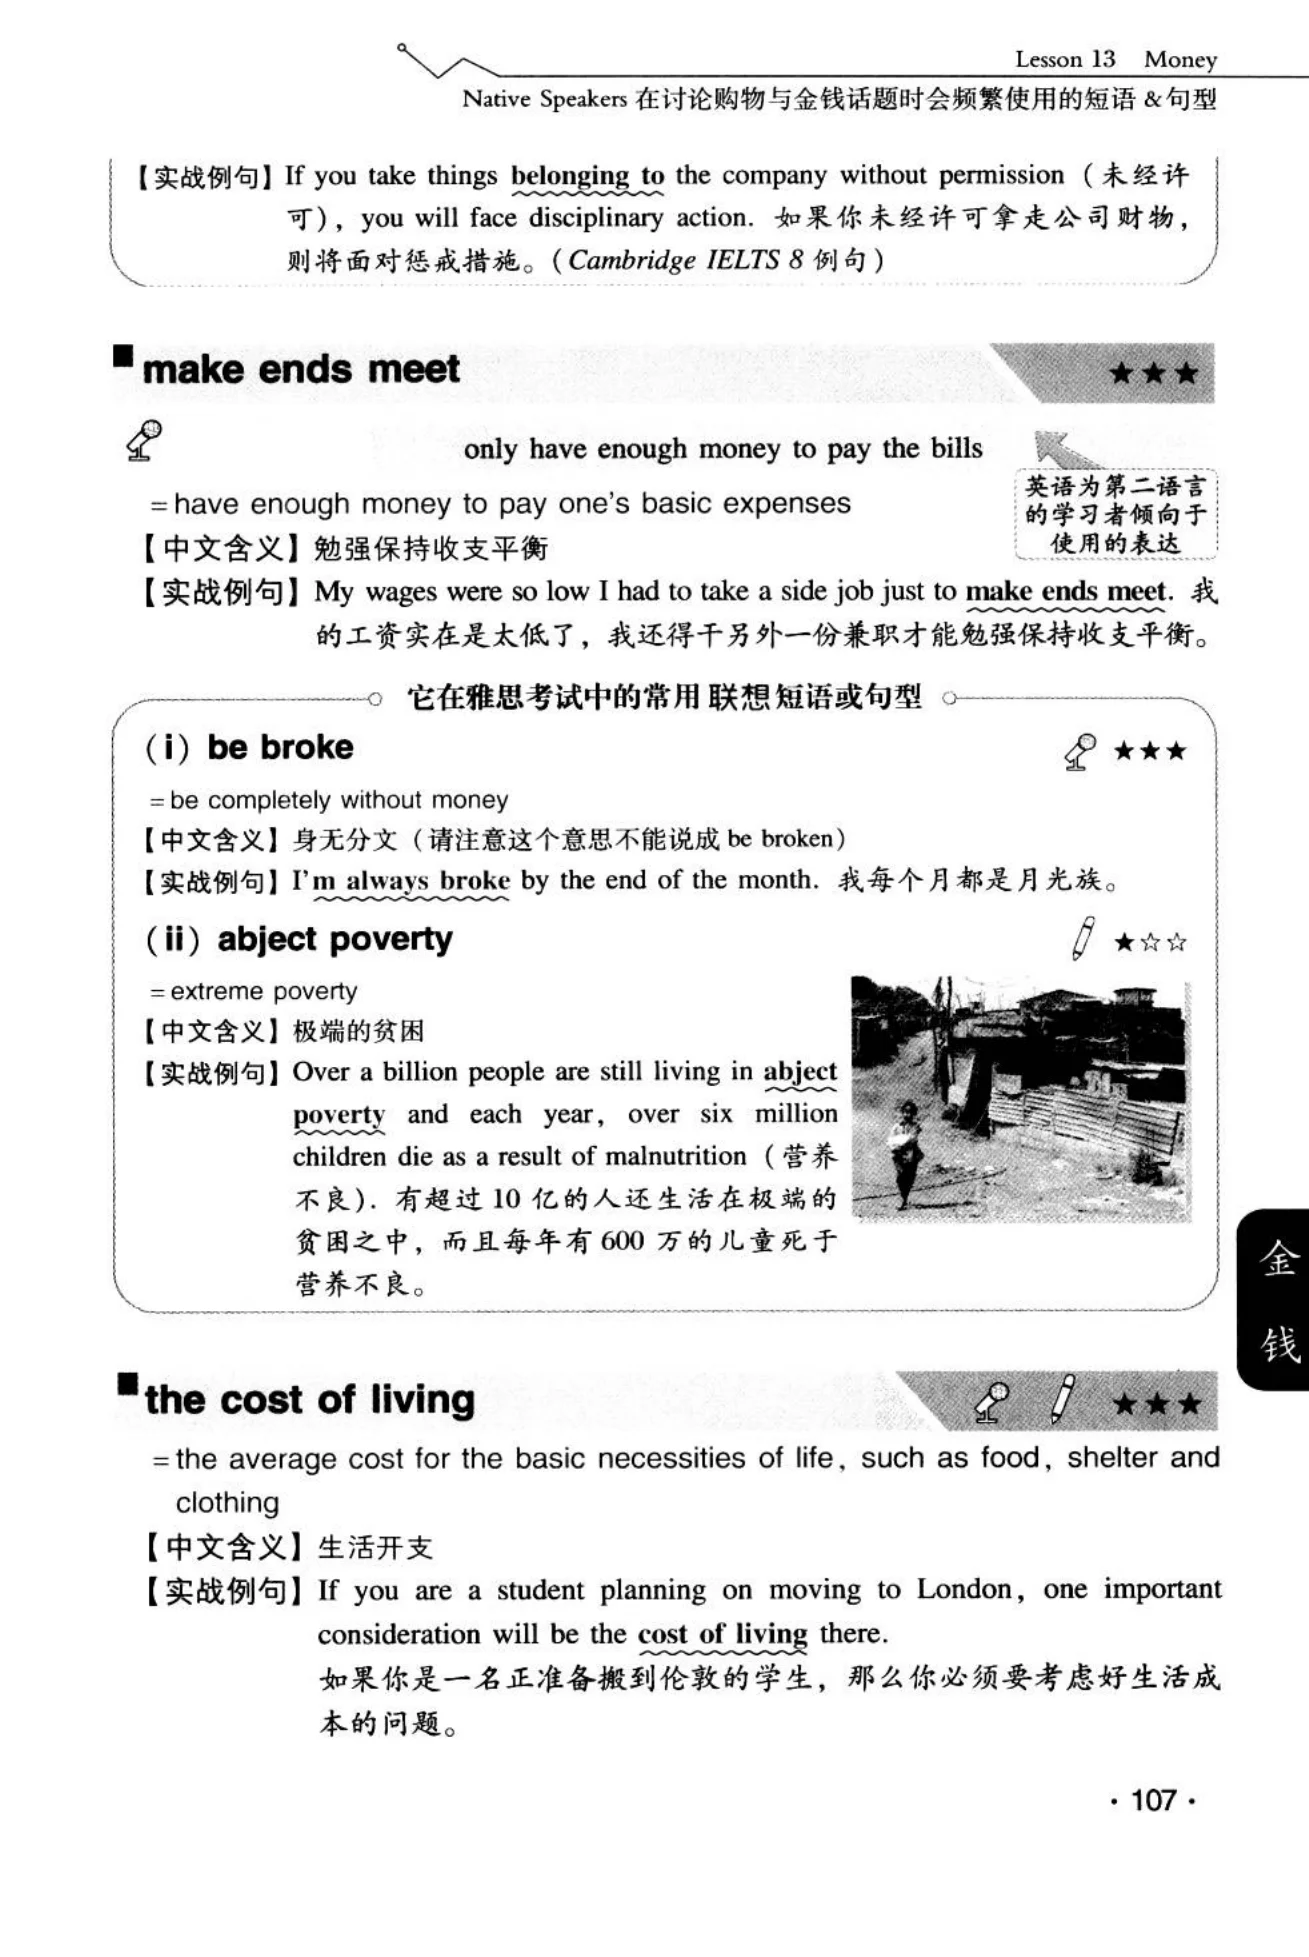 Lesson 13 Money
Native Speakers 在讨论购物与金钱话题时会频繁使用的短语 &句型
【实战例句】If you take things belonging to the company without permission（未经许
可）, you will face disciplinary action. 如果你未经许可拿走公司财物，
则将面对惩戒措施。（Cambridge IELTS 8 例句）
make ends meet ★★★
only have enough money to pay the bills
=have enough money to pay one's basic expenses
英语为第二语言
的学习者倾向于
使用的表达
【中文含义】勉强保持收支平衡
【实战例句】My wages were so low I had to take a side job just to make ends meet. 我
的工资实在是太低了，我还得干另外一份兼职才能勉强保持收支平衡。
它在雅思考试中的常用联想短语或句型
(i) be broke ★★★
=be completely without money
【中文含义】身无分文（请注意这个意思不能说成 be broken）
【实战例句】I'm always broke by the end of the month. 我每个月都是月光族。
(ii) abject poverty ★☆☆
=extreme poverty
【中文含义】极端的贫困
【实战例句】Over a billion people are still living in abject
poverty and each year, over six million
children die as a result of malnutrition（营养
不良）. 有超过 10 亿的人还生活在极端的
贫困之中，而且每年有 600 万的儿童死于
营养不良。
金
钱
the cost of living ★★★
=the average cost for the basic necessities of life, such as food, shelter and
clothing
【中文含义】生活开支
【实战例句】If you are a student planning on moving to London, one important
consideration will be the cost of living there.
如果你是一名正准备搬到伦敦的学生，那么你必须要考虑好生活成
本的问题。
· 107 ·